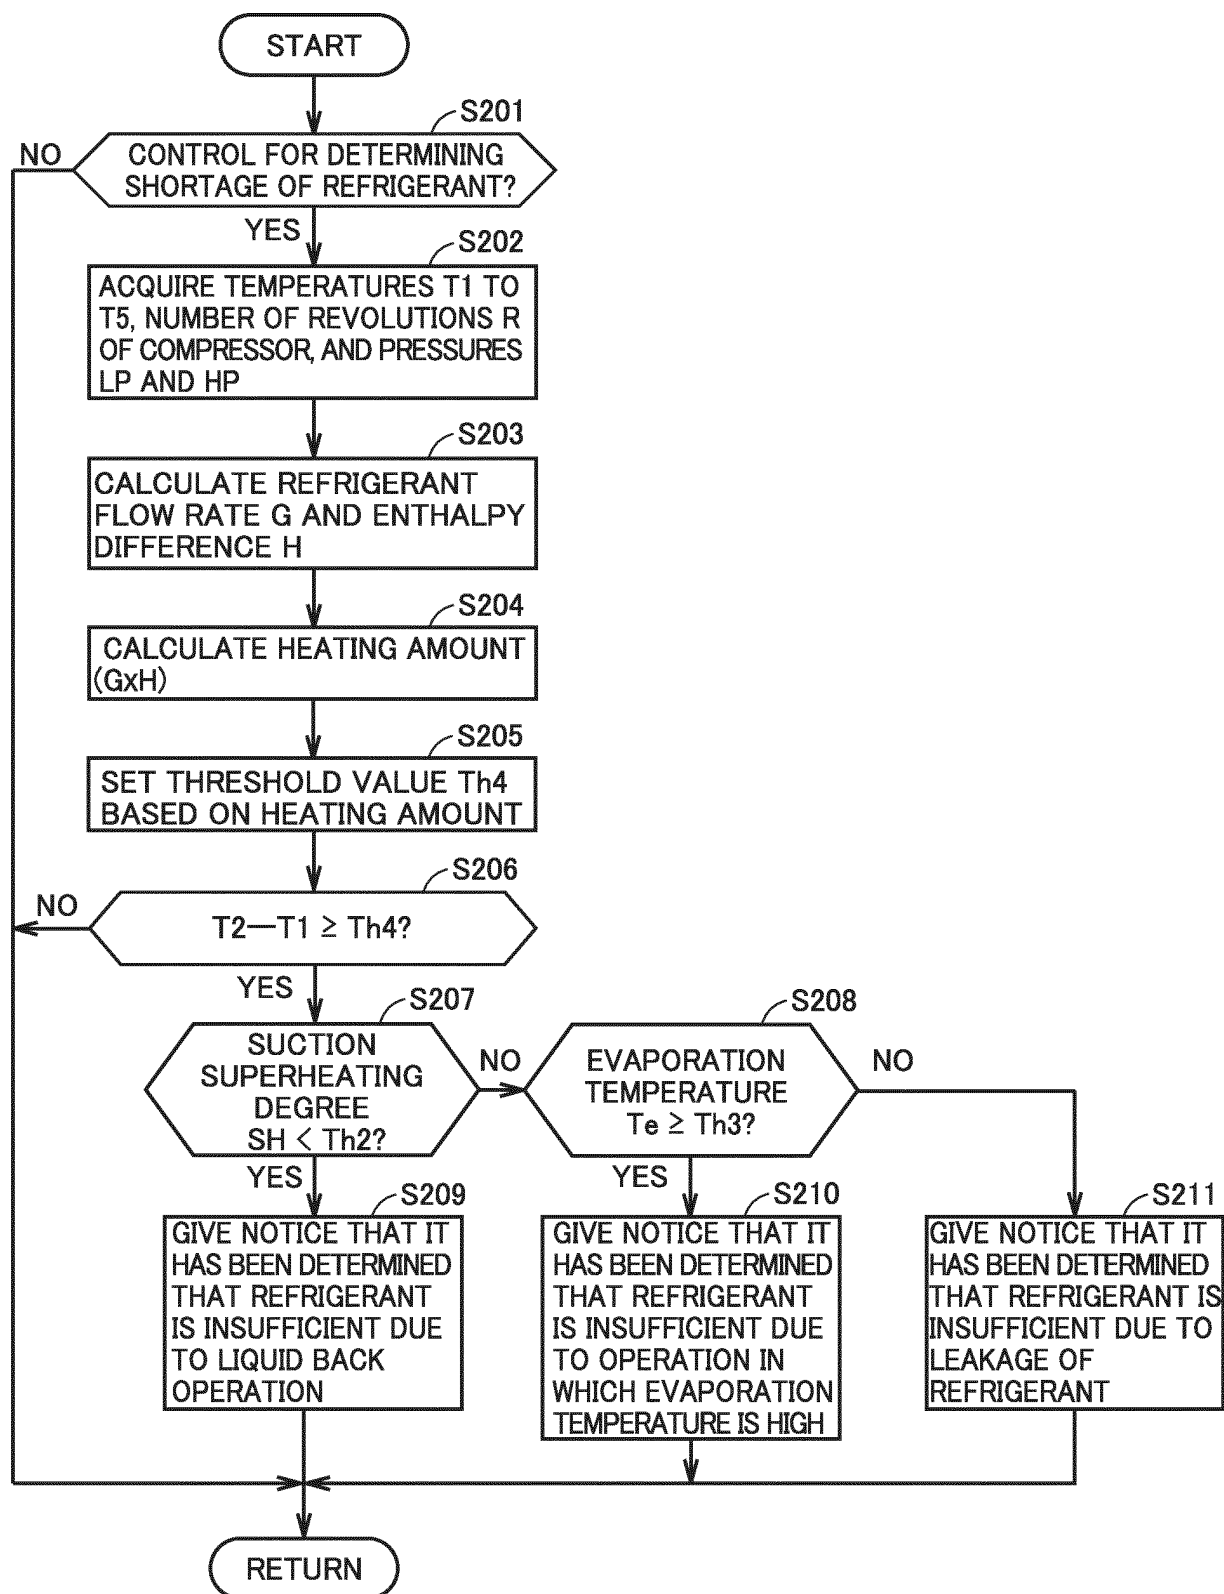 START
S201
NO
CONTROL FOR DETERMINING
SHORTAGE OF REFRIGERANT?
YES
S202
ACQUIRE TEMPERATURES T1 TO
T5, NUMBER OF REVOLUTIONS R
OF COMPRESSOR, AND PRESSURES
LP AND HP
S203
CALCULATE REFRIGERANT
FLOW RATE G AND ENTHALPY
DIFFERENCE H
S204
CALCULATE HEATING AMOUNT
(GxH)
S205
SET THRESHOLD VALUE Th4
BASED ON HEATING AMOUNT
S206
NO
T2—T1 ≥ Th4?
YES
S207
SUCTION
SUPERHEATING
DEGREE
SH < Th2?
NO
S208
EVAPORATION
TEMPERATURE
Te ≥ Th3?
NO
YES
S209
GIVE NOTICE THAT IT
HAS BEEN DETERMINED
THAT REFRIGERANT
IS INSUFFICIENT DUE
TO LIQUID BACK
OPERATION
YES
S210
GIVE NOTICE THAT IT
HAS BEEN DETERMINED
THAT REFRIGERANT
IS INSUFFICIENT DUE
TO OPERATION IN
WHICH EVAPORATION
TEMPERATURE IS HIGH
S211
GIVE NOTICE THAT IT
HAS BEEN DETERMINED
THAT REFRIGERANT IS
INSUFFICIENT DUE TO
LEAKAGE OF
REFRIGERANT
RETURN